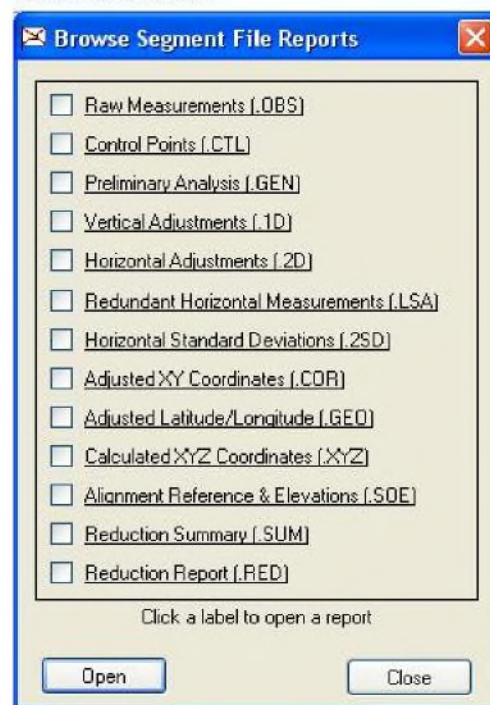 Browse Segment File Reports
Raw Measurements (.OBS)
Control Points (.CTL)
Preliminary Analysis (.GEN)
Vertical Adjustments (.1D)
Horizontal Adjustments (.2D)
Redundant Horizontal Measurements (.LSA)
Horizontal Standard Deviations (.2SD)
Adjusted XY Coordinates (.COR)
Adjusted Latitude/Longitude (.GEO)
Calculated XYZ Coordinates (.XYZ)
Alignment Reference & Elevations (.SOE)
Reduction Summary (.SUM)
Reduction Report (.RED)
Click a label to open a report
Open Close